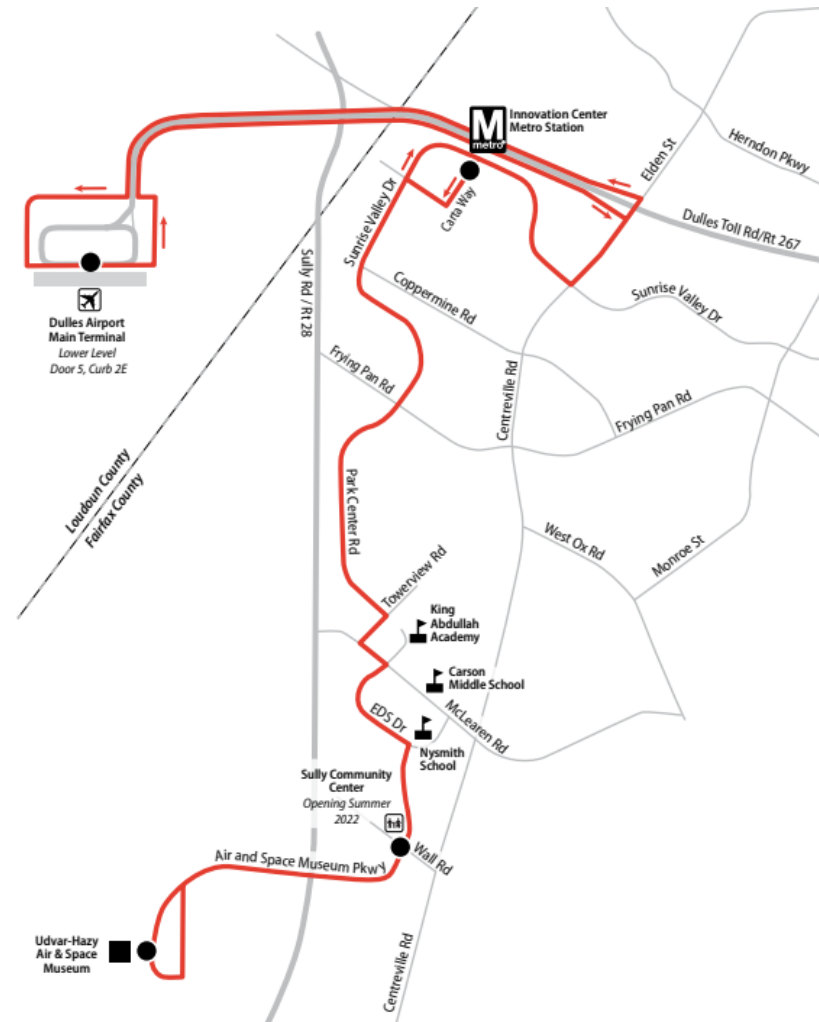 M
metro
Innovation Center
Metro Station
Elden St
Herndon Pkwy
Dulles Toll Rd/Rt 267
Carta Way
Sunrise Valley Dr
Sully Rd / Rt 28
Coppermine Rd
Sunrise Valley Dr
Dulles Airport
Main Terminal
Lower Level
Door 5, Curb 2E
Frying Pan Rd
Centreville Rd
Frying Pan Rd
Loudoun County
Fairfax County
Park Center Rd
West Ox Rd
Monroe St
Towerview Rd
King
Abdullah
Academy
Carson
Middle School
EDS Dr
McLearen Rd
Nysmith
School
Sully Community
Center
Opening Summer
2022
Wall Rd
Air and Space Museum Pkwy
Udvar-Hazy
Air & Space
Museum
Centreville Rd